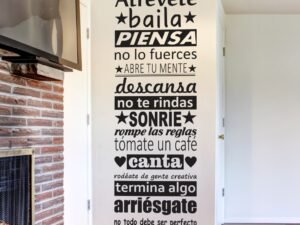 Atrévete
baila
PIENSA
no lo fuerces
ABRE TU MENTE
descansa
no te rindas
SONRIE
rompe las reglas
tómate un café
canta
rodéate de gente creativa
termina algo
arriésgate
no todo debe ser perfecto